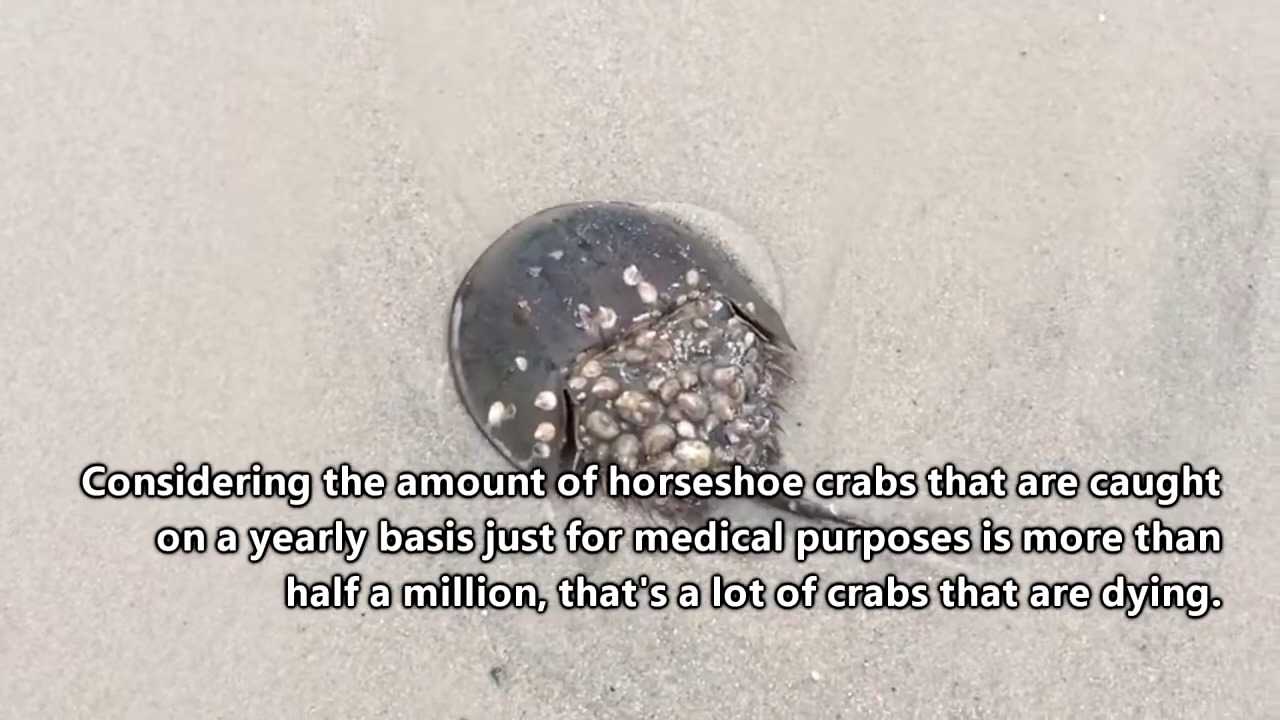 Considering the amount of horseshoe crabs that are caught
on a yearly basis just for medical purposes is more than
half a million, that's a lot of crabs that are dying.